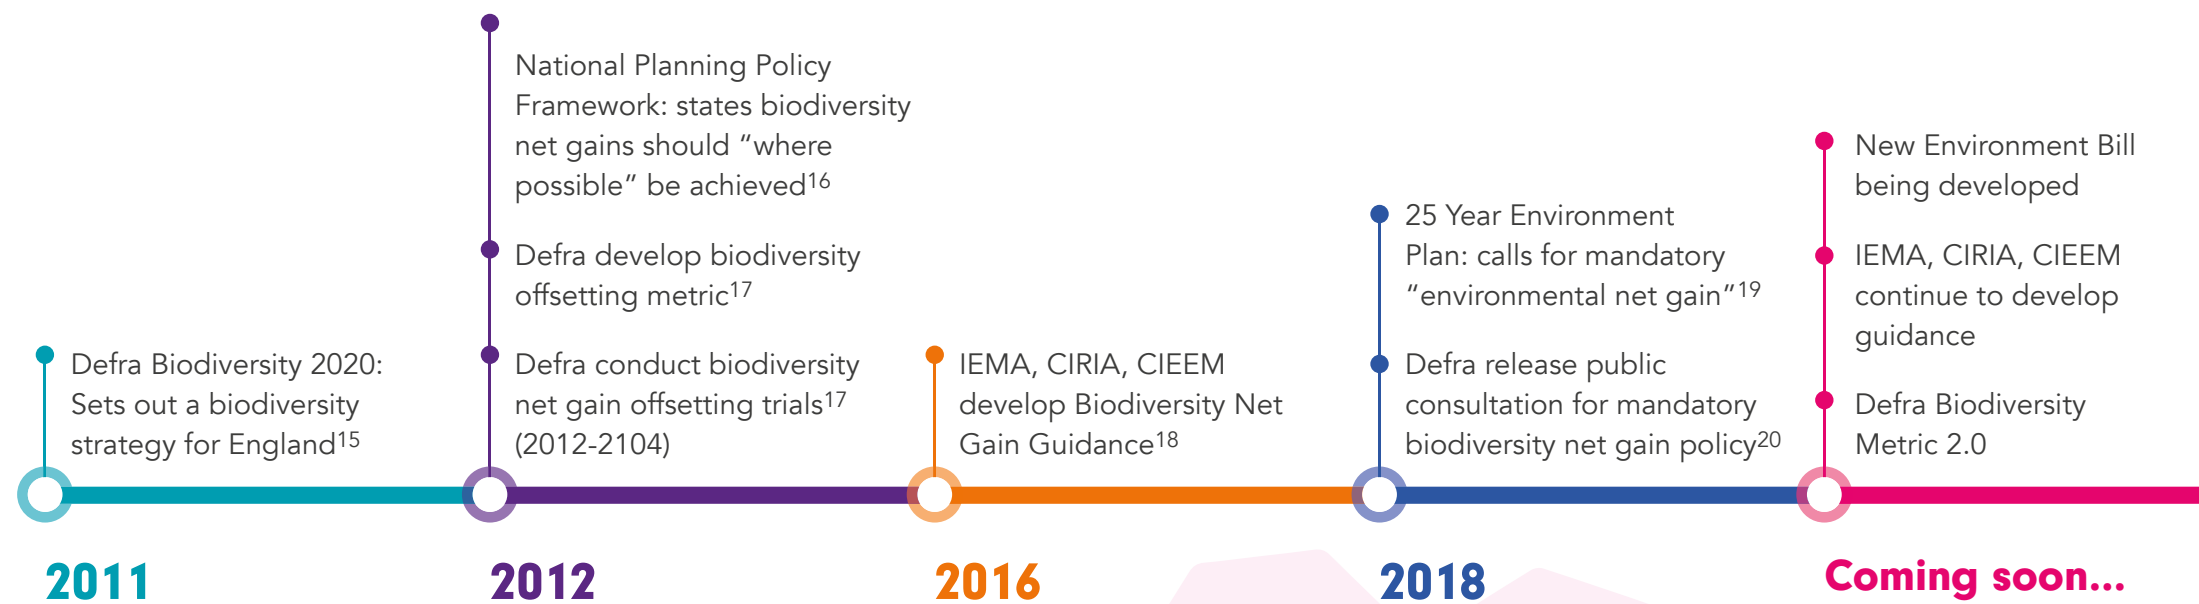 Defra Biodiversity 2020:
Sets out a biodiversity
strategy for England15
2011
National Planning Policy
Framework: states biodiversity
net gains should “where
possible” be achieved16
Defra develop biodiversity
offsetting metric17
Defra conduct biodiversity
net gain offsetting trials17
(2012-2104)
2012
IEMA, CIRIA, CIEEM
develop Biodiversity Net
Gain Guidance18
2016
25 Year Environment
Plan: calls for mandatory
“environmental net gain”19
Defra release public
consultation for mandatory
biodiversity net gain policy20
2018
New Environment Bill
being developed
IEMA, CIRIA, CIEEM
continue to develop
guidance
Defra Biodiversity
Metric 2.0
Coming soon...